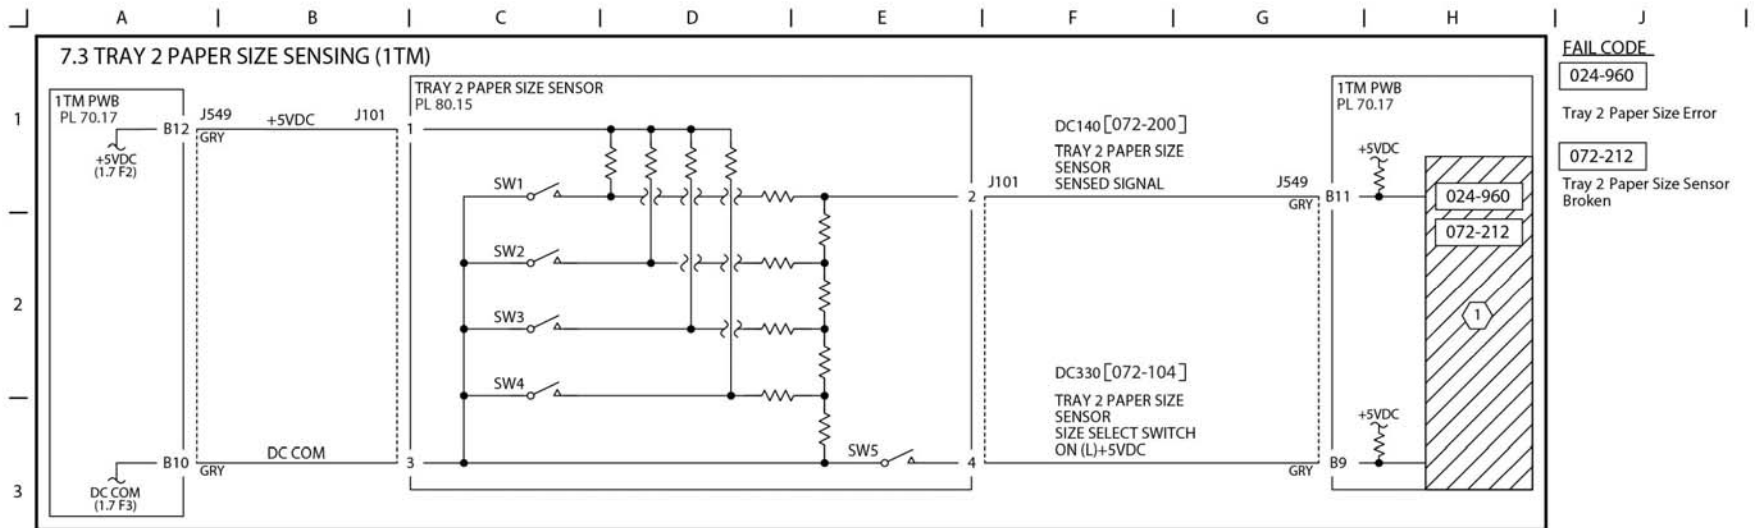 A B C D E F G H J
7.3 TRAY 2 PAPER SIZE SENSING (1TM)
FAIL CODE
024-960
Tray 2 Paper Size Error
072-212
Tray 2 Paper Size Sensor
Broken
1
2
3
1TM PWB
PL 70.17
B12
+5VDC
(1.7 F2)
B10
DC COM
(1.7 F3)
J549
GRY
+5VDC
J101
DC COM
GRY
TRAY 2 PAPER SIZE SENSOR
PL 80.15
1
3
SW1
SW2
SW3
SW4
SW5
2
4
J101
DC140 [072-200]
TRAY 2 PAPER SIZE
SENSOR
SENSED SIGNAL
J549
GRY
DC330 [072-104]
TRAY 2 PAPER SIZE
SENSOR
SIZE SELECT SWITCH
ON (L)+5VDC
GRY
1TM PWB
PL 70.17
+5VDC
B11
024-960
072-212
1
+5VDC
B9